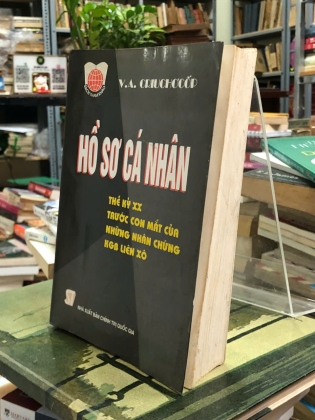 V.A. CRIUCHCỐP
HỒ SƠ CÁ NHÂN
THẾ KỶ XX
TRƯỚC CON MẮT CỦA
NHỮNG NHÂN CHỨNG
KGB LIÊN XÔ
NHÀ XUẤT BẢN CHÍNH TRỊ QUỐC GIA